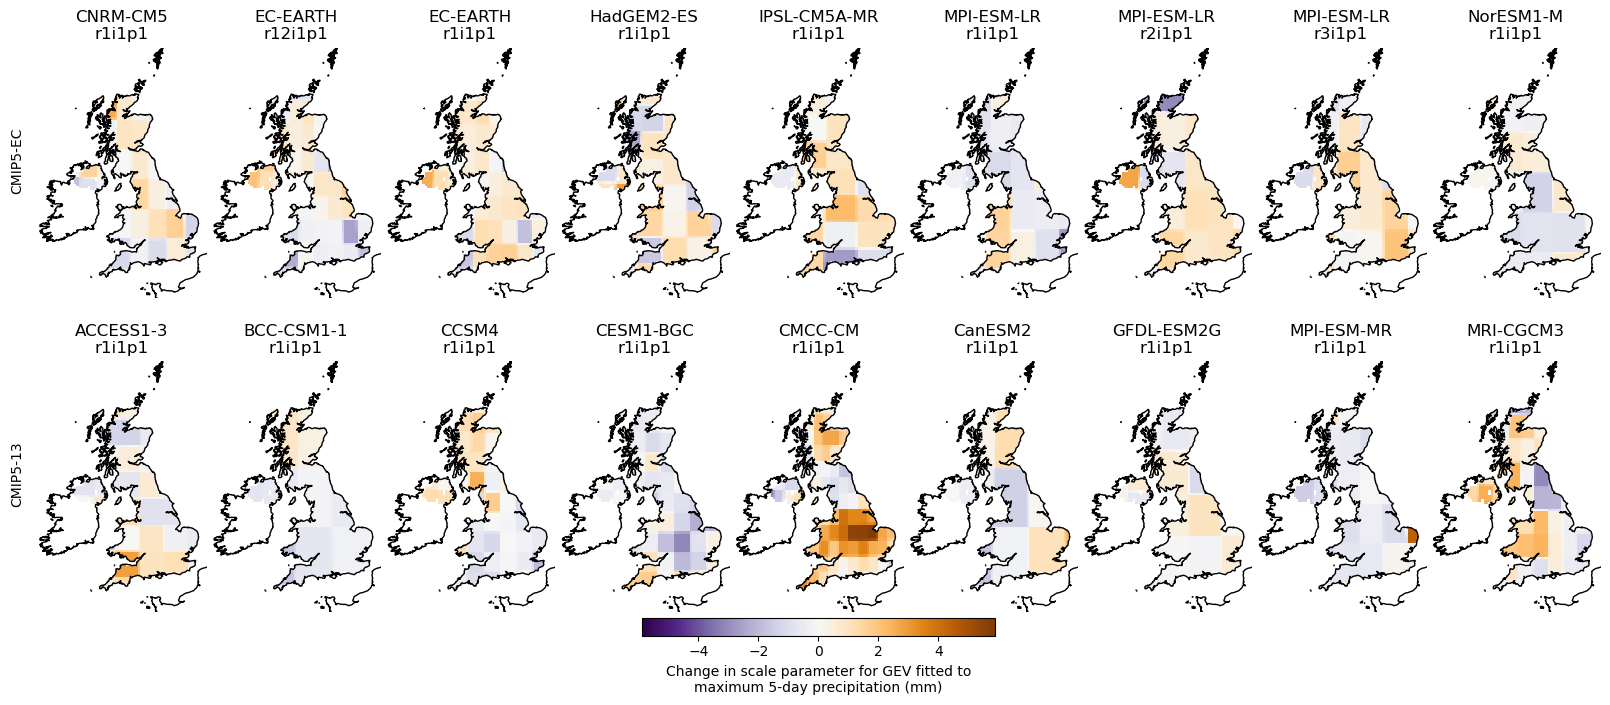 CNRM-CM5 EC-EARTH EC-EARTH HadGEM2-ES IPSL-CM5A-MR MPI-ESM-LR MPI-ESM-LR MPI-ESM-LR NorESM1-M
r1i1p1 r12i1p1 r1i1p1 r1i1p1 r1i1p1 r1i1p1 r2i1p1 r3i1p1 r1i1p1
CMIP5-EC
ACCESS1-3 BCC-CSM1-1 CCSM4 CESM1-BGC CMCC-CM CanESM2 GFDL-ESM2G MPI-ESM-MR MRI-CGCM3
r1i1p1 r1i1p1 r1i1p1 r1i1p1 r1i1p1 r1i1p1 r1i1p1 r1i1p1 r1i1p1
CMIP5-13
−4 −2 0 2 4
Change in scale parameter for GEV fitted to
maximum 5-day precipitation (mm)